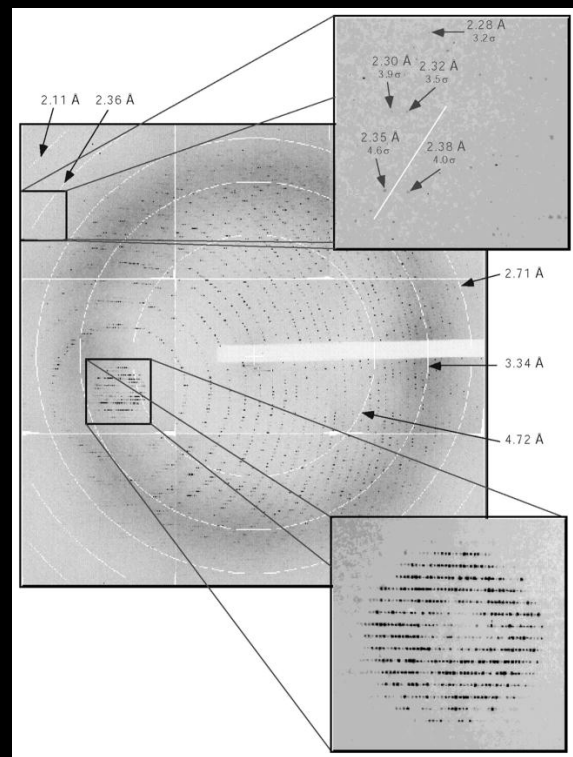 2.28 Å
3.2σ
2.30 Å
3.9σ
2.32 Å
3.5σ
2.35 Å
4.6σ
2.38 Å
4.0σ
2.11 Å
2.36 Å
2.71 Å
3.34 Å
4.72 Å